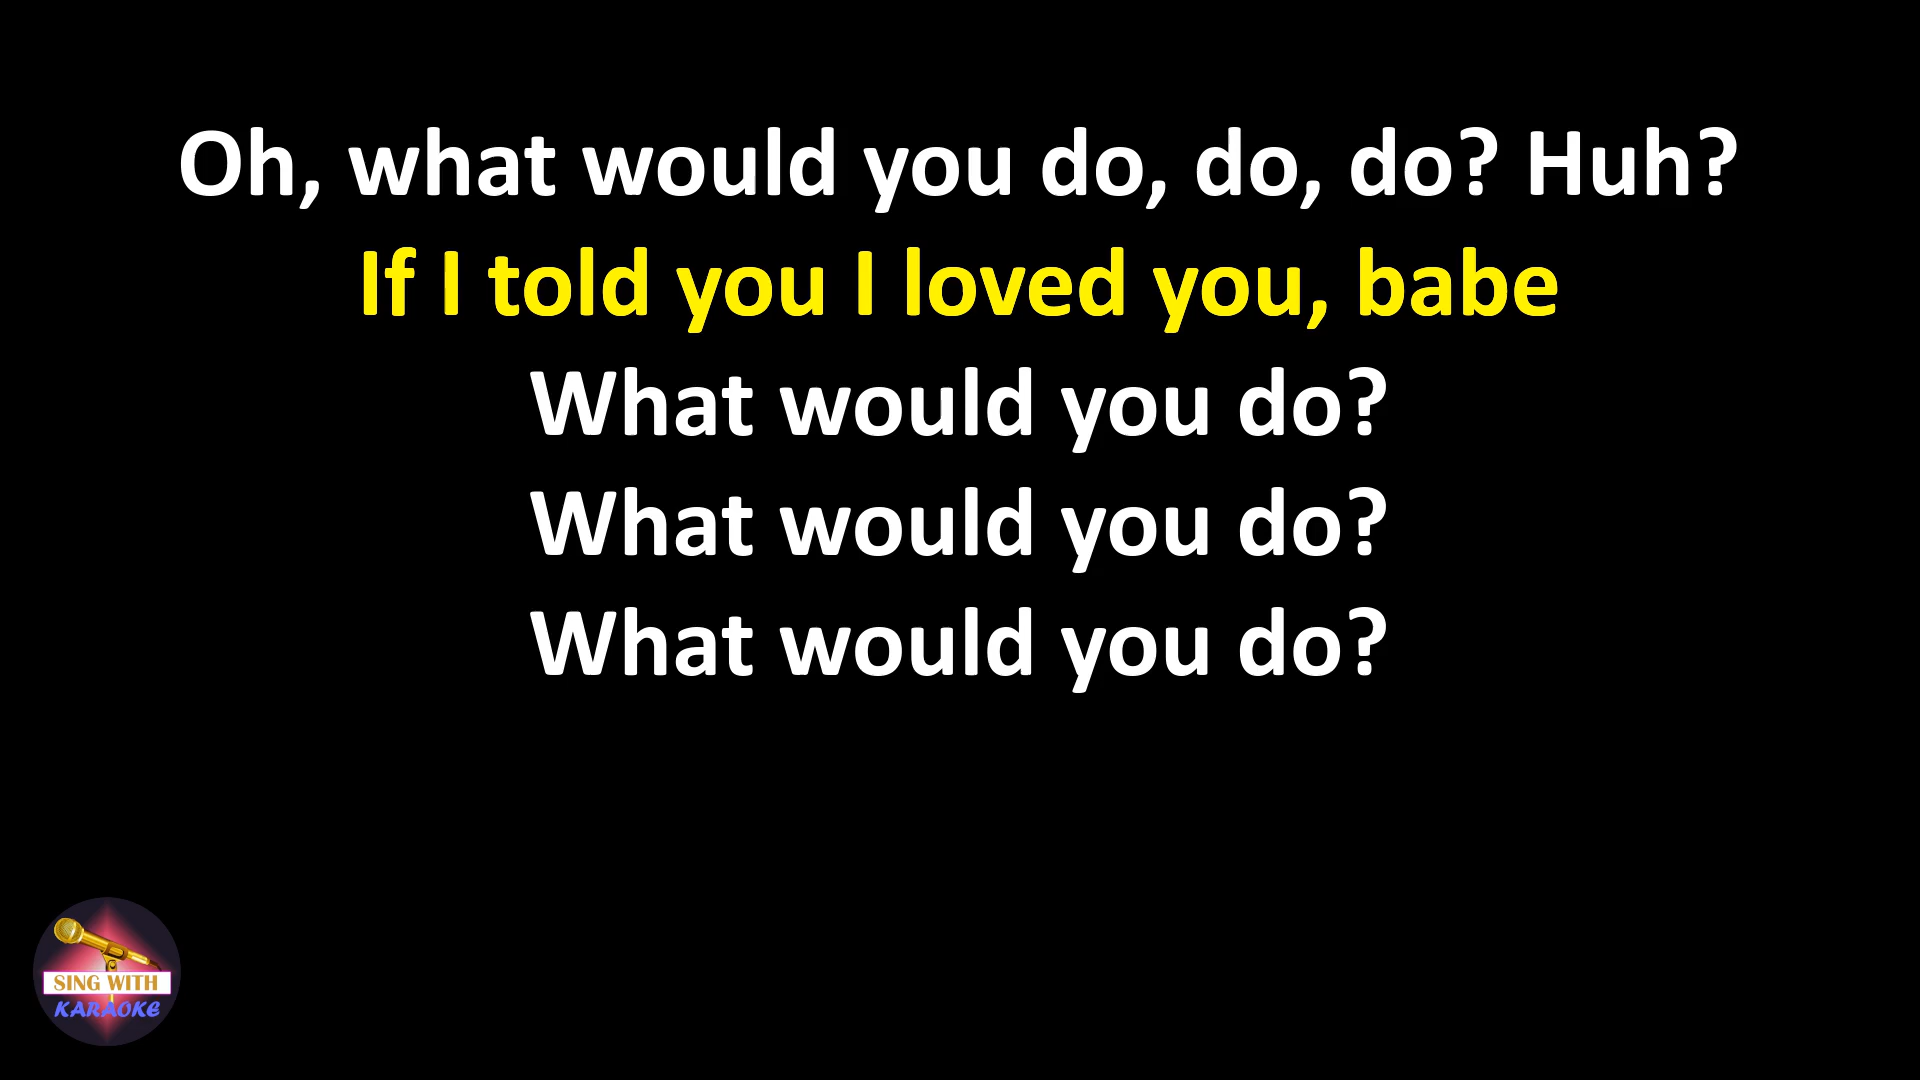 Oh, what would you do, do, do? Huh?
If I told you I loved you, babe
What would you do?
What would you do?
What would you do?
SING WITH
KARAOKE